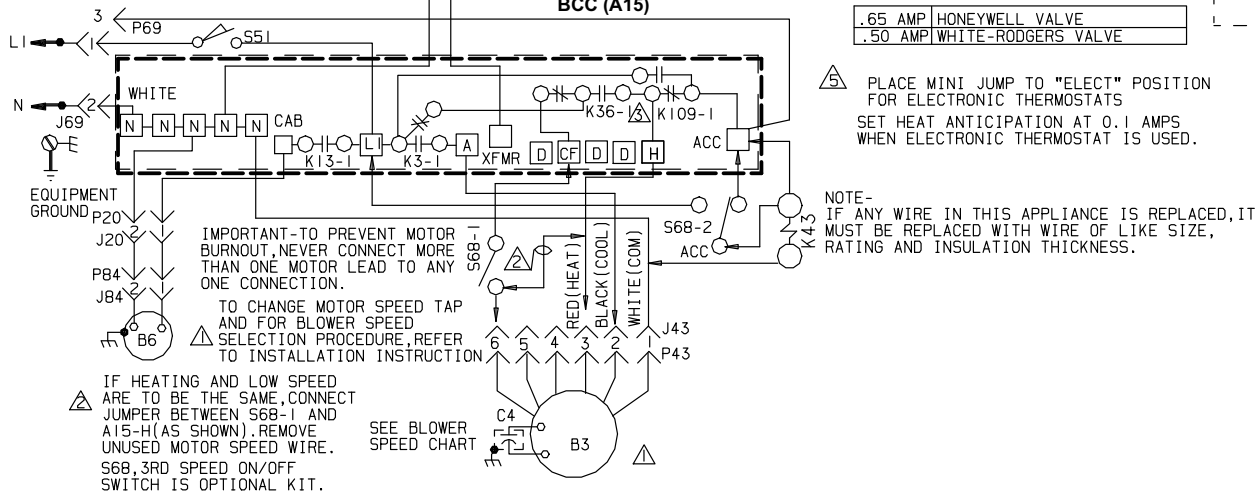 BCC (A15)
3
P69
L1
1
S51
N
2
J69
WHITE
N N N N N
CAB
K13-1
L1
K3-1
A
XFMR
K36-1
3
K109-1
D CF D D H
ACC
.65 AMP HONEYWELL VALVE
.50 AMP WHITE-RODGERS VALVE
5
PLACE MINI JUMP TO "ELECT" POSITION
FOR ELECTRONIC THERMOSTATS
SET HEAT ANTICIPATION AT 0.1 AMPS
WHEN ELECTRONIC THERMOSTAT IS USED.
EQUIPMENT
GROUND
P20
2 1
J20
P84
2 1
J84
B6
IMPORTANT-TO PREVENT MOTOR
BURNOUT,NEVER CONNECT MORE
THAN ONE MOTOR LEAD TO ANY
ONE CONNECTION.
S68-1
2
RED(HEAT)
BLACK(COOL)
WHITE(COM)
S68-2
ACC
K43
NOTE-
IF ANY WIRE IN THIS APPLIANCE IS REPLACED,IT
MUST BE REPLACED WITH WIRE OF LIKE SIZE,
RATING AND INSULATION THICKNESS.
1
TO CHANGE MOTOR SPEED TAP
AND FOR BLOWER SPEED
SELECTION PROCEDURE,REFER
TO INSTALLATION INSTRUCTION
J43
6 5 4 3 2 1
P43
2
IF HEATING AND LOW SPEED
ARE TO BE THE SAME,CONNECT
JUMPER BETWEEN S68-1 AND
A15-H(AS SHOWN).REMOVE
UNUSED MOTOR SPEED WIRE.
S68,3RD SPEED ON/OFF
SWITCH IS OPTIONAL KIT.
SEE BLOWER
SPEED CHART
C4
B3
1